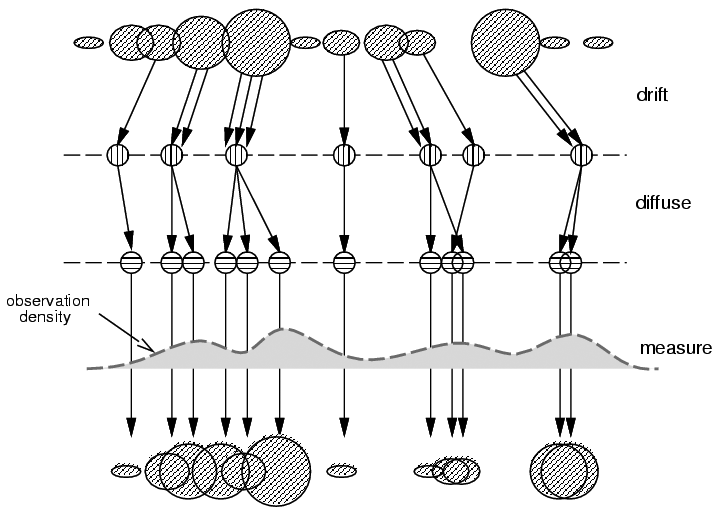 drift
diffuse
observation
density
measure